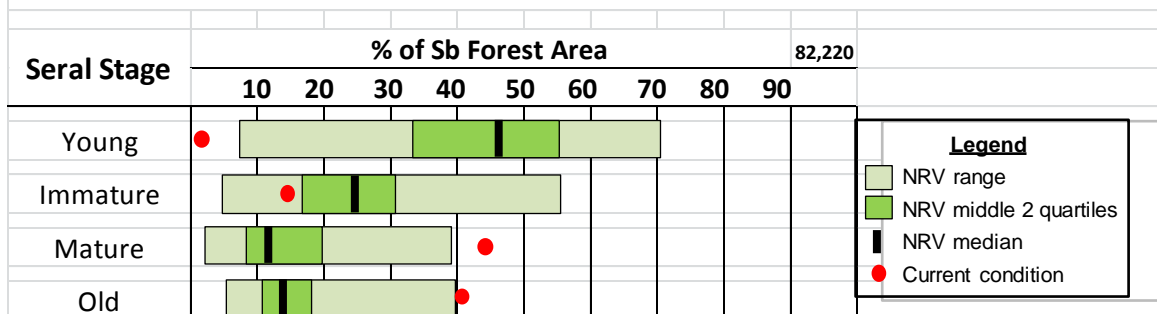 % of Sb Forest Area 82,220
Seral Stage
10 20 30 40 50 60 70 80 90
Young
Immature
Mature
Old
Legend
NRV range
NRV middle 2 quartiles
NRV median
Current condition